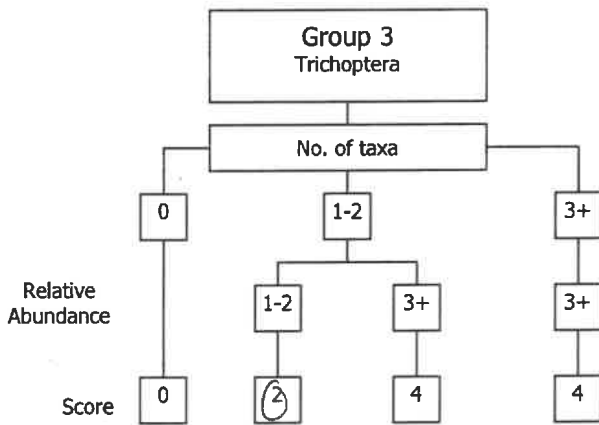 Group 3
Trichoptera
No. of taxa
0 1-2 3+
Relative
Abundance
1-2 3+ 3+
Score 0 2 4 4